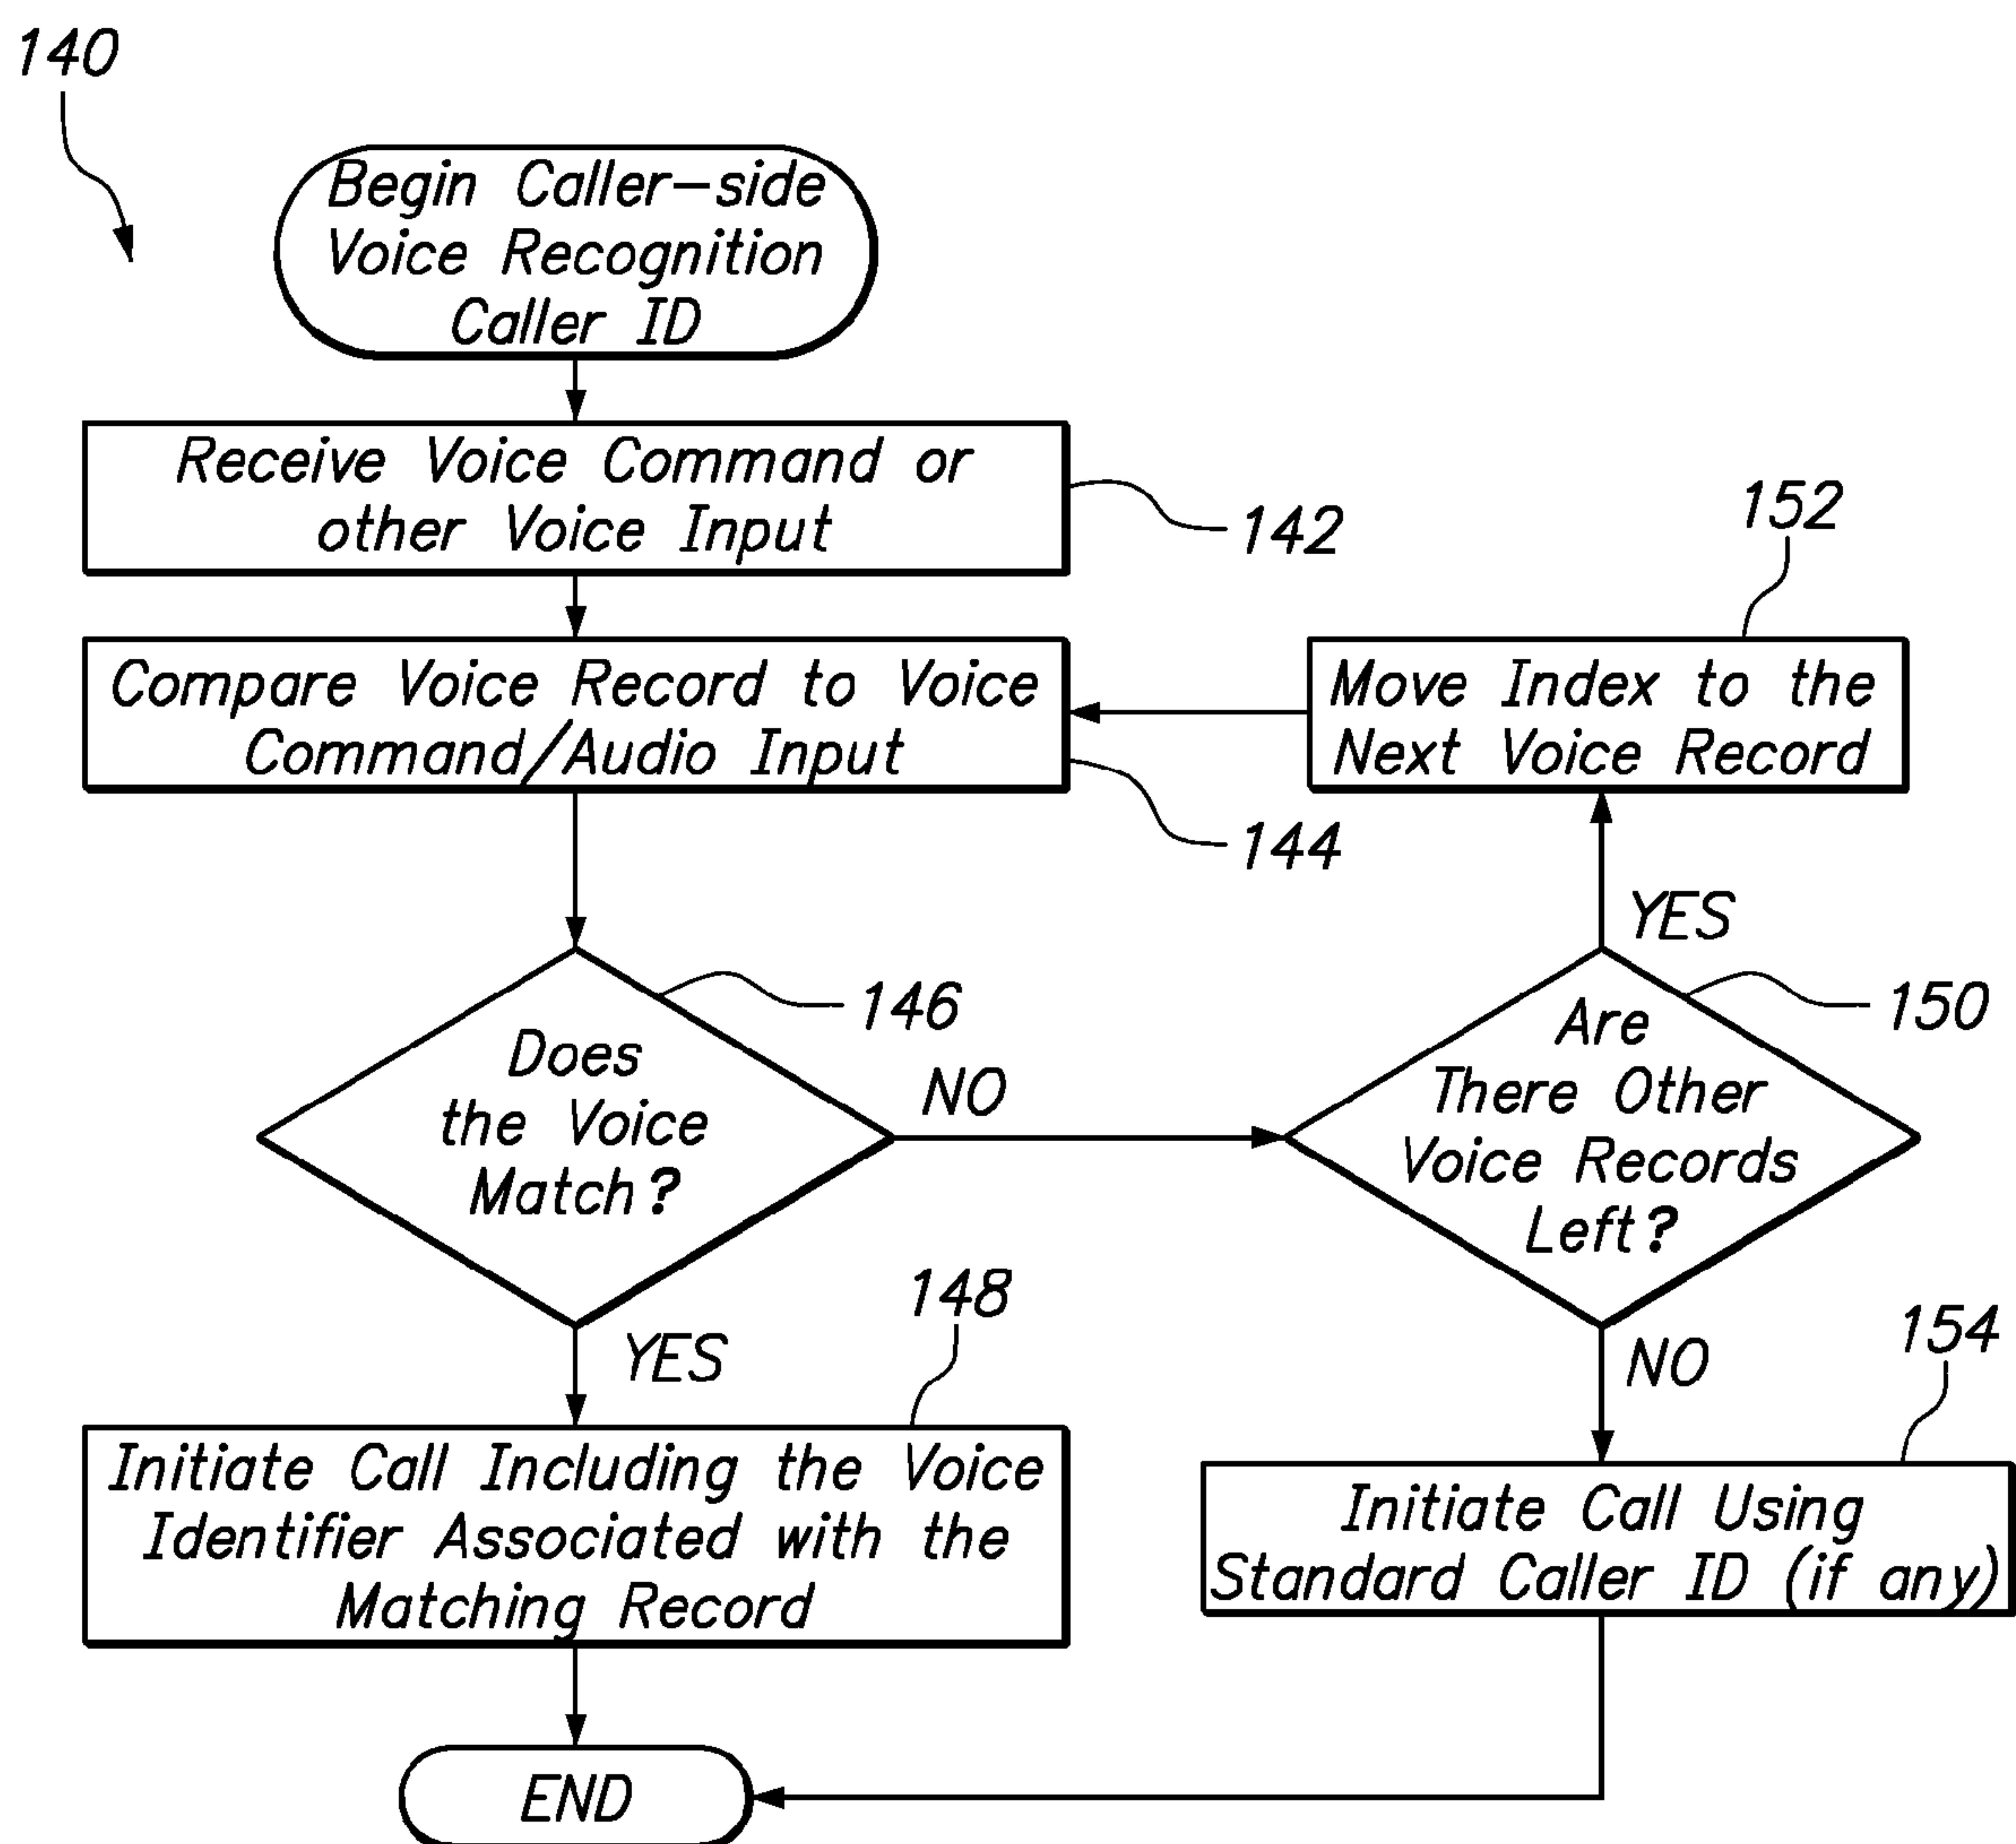 140
Begin Caller-side
Voice Recognition
Caller ID
Receive Voice Command or
other Voice Input
142
152
Compare Voice Record to Voice
Command/Audio Input
144
Move Index to the
Next Voice Record
YES
146
Does
the Voice
Match?
NO
150
Are
There Other
Voice Records
Left?
YES
148
NO
154
Initiate Call Including the Voice
Identifier Associated with the
Matching Record
Initiate Call Using
Standard Caller ID (if any)
END